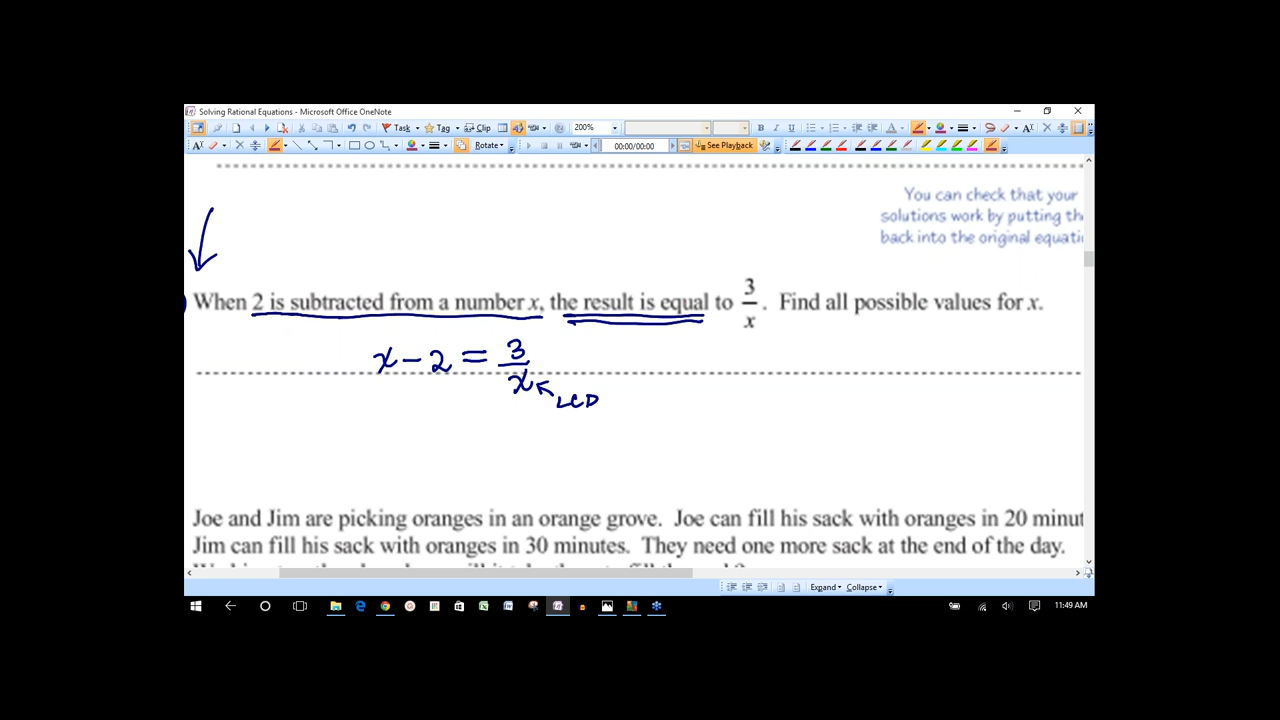 Solving Rational Equations - Microsoft Office OneNote
Task Tag Clip 200% B I U A
Rotate 00:00/00:00 See Playback
You can check that your
solutions work by putting the
back into the original equati
When 2 is subtracted from a number x, the result is equal to 3/x. Find all possible values for x.
x - 2 = 3/x
LCD
Joe and Jim are picking oranges in an orange grove. Joe can fill his sack with oranges in 20 minut
Jim can fill his sack with oranges in 30 minutes. They need one more sack at the end of the day.
Expand Collapse
11:49 AM